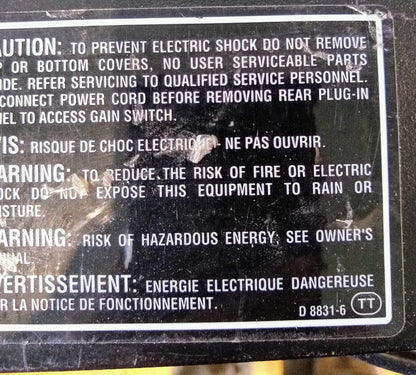 AUTION: TO PREVENT ELECTRIC SHOCK DO NOT REMOVE
P OR BOTTOM COVERS, NO USER SERVICEABLE PARTS
IDE. REFER SERVICING TO QUALIFIED SERVICE PERSONNEL.
CONNECT POWER CORD BEFORE REMOVING REAR PLUG-IN
EL TO ACCESS GAIN SWITCH.
IS: RISQUE DE CHOC ELECTRIQUE- NE PAS OUVRIR.
ARNING: TO REDUCE THE RISK OF FIRE OR ELECTRIC
OCK DO NOT EXPOSE THIS EQUIPMENT TO RAIN OR
ISTURE.
ARNING: RISK OF HAZARDOUS ENERGY; SEE OWNER'S
NUAL.
ERTISSEMENT: ENERGIE ELECTRIQUE DANGEREUSE
R LA NOTICE DE FONCTIONNEMENT.
D 8831-6 TT